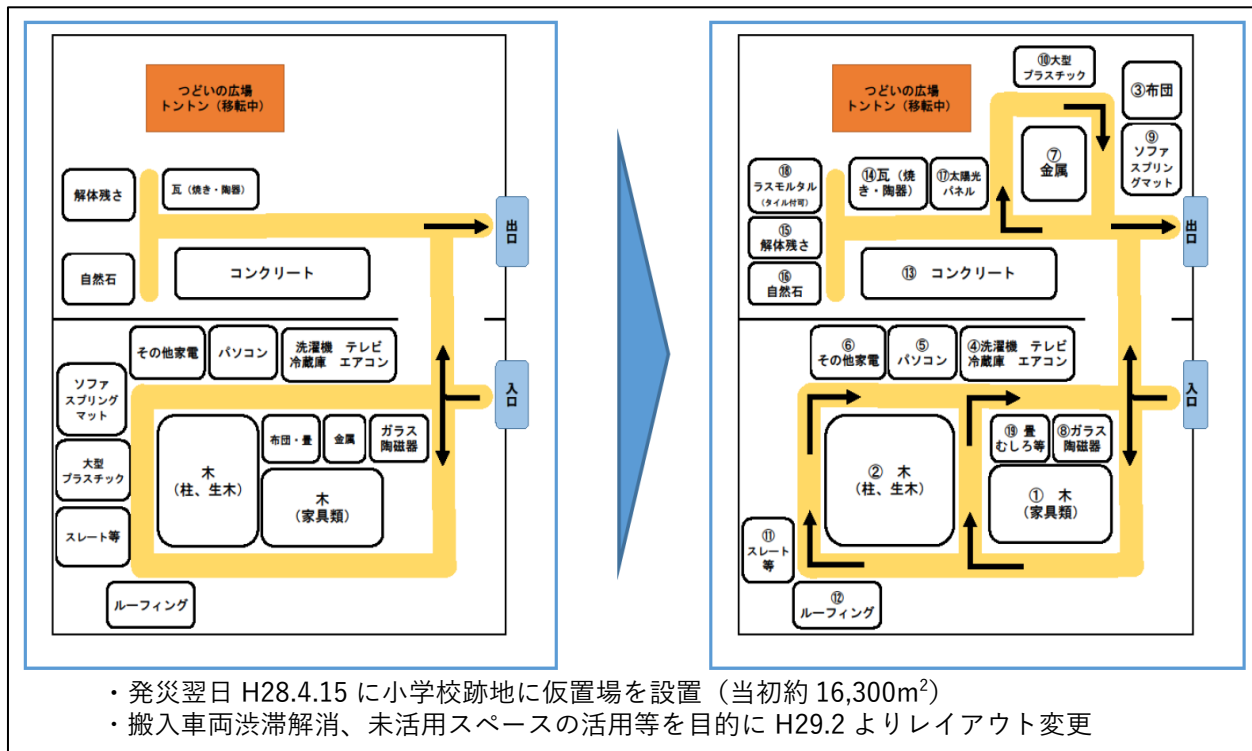 つどいの広場
トントン（移転中）
解体残さ
瓦（焼き・陶器）
出口
自然石
コンクリート
その他家電
パソコン
洗濯機　テレビ
冷蔵庫　エアコン
入口
ソファ
スプリング
マット
大型
プラスチック
スレート等
木
（柱、生木）
布団・畳
金属
ガラス
陶磁器
木
（家具類）
ルーフィング
つどいの広場
トントン（移転中）
⑩大型
プラスチック
③布団
⑨
ソファ
スプリン
グマット
⑦
金属
⑱
ラスモルタル
（タイル付可）
⑭瓦（焼
き・陶器）
⑰太陽光
パネル
出口
⑮
解体残さ
⑯
自然石
⑬　コンクリート
⑥
その他家電
⑤
パソコン
④洗濯機　テレビ
冷蔵庫　エアコン
入口
②　木
（柱、生木）
⑲ 畳
むしろ等
⑧ガラス
陶磁器
①　木
（家具類）
⑪
スレート
等
⑫
ルーフィング
・発災翌日 H28.4.15 に小学校跡地に仮置場を設置（当初約 16,300m²）
・搬入車両渋滞解消、未活用スペースの活用等を目的に H29.2 よりレイアウト変更